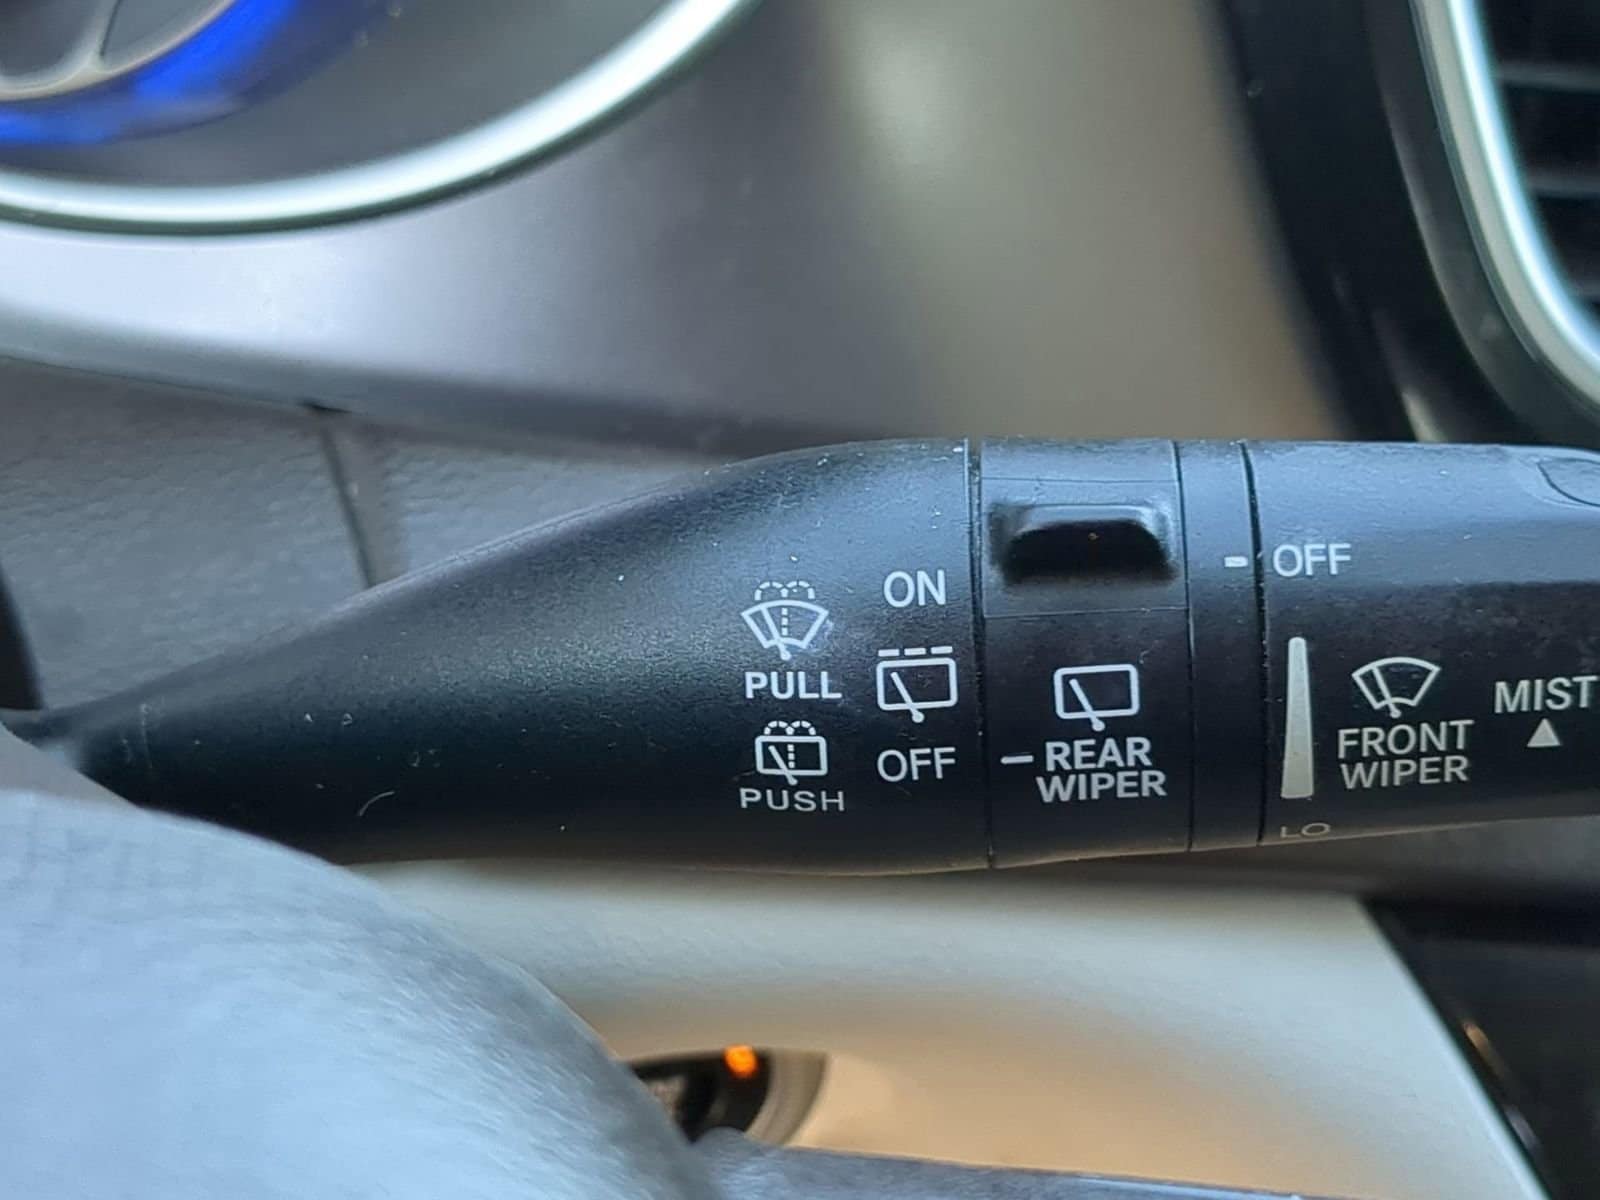 PULL
PUSH
ON
OFF
REAR
WIPER
OFF
FRONT
WIPER
LO
MIST